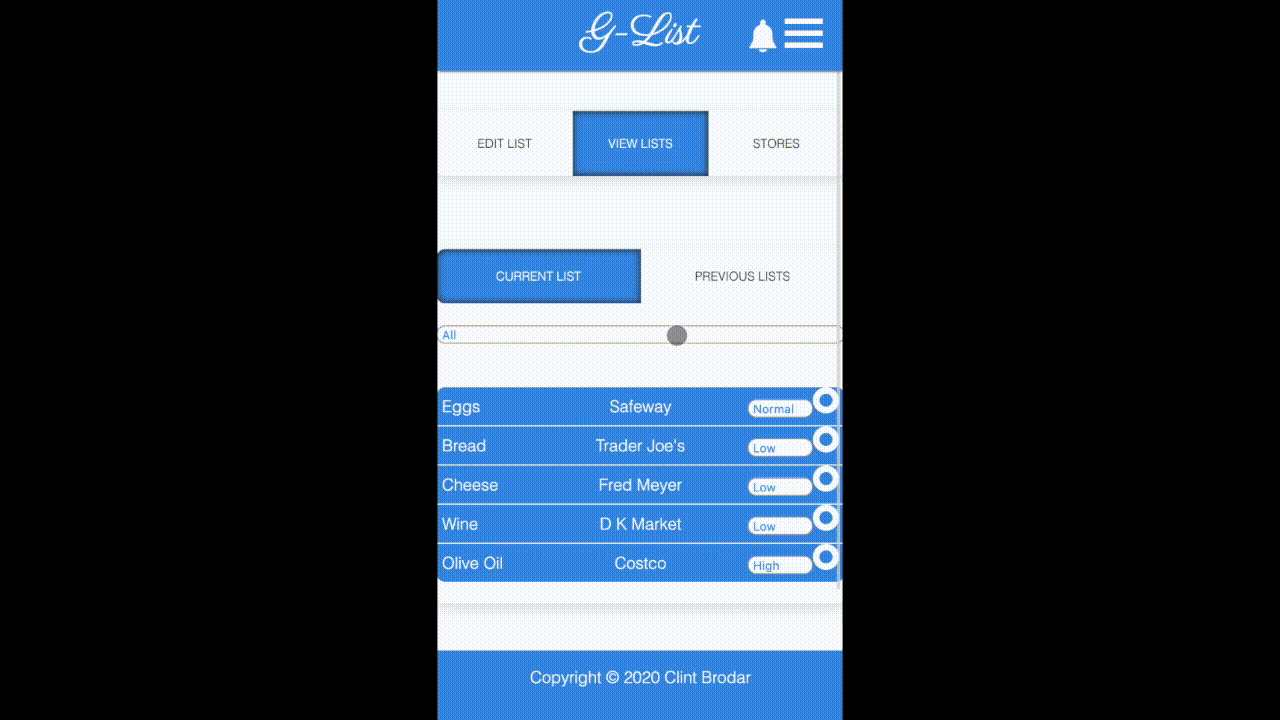 G-List
EDIT LIST VIEW LISTS STORES
CURRENT LIST PREVIOUS LISTS
All
Eggs Safeway Normal
Bread Trader Joe's Low
Cheese Fred Meyer Low
Wine D K Market Low
Olive Oil Costco High
Copyright © 2020 Clint Brodar